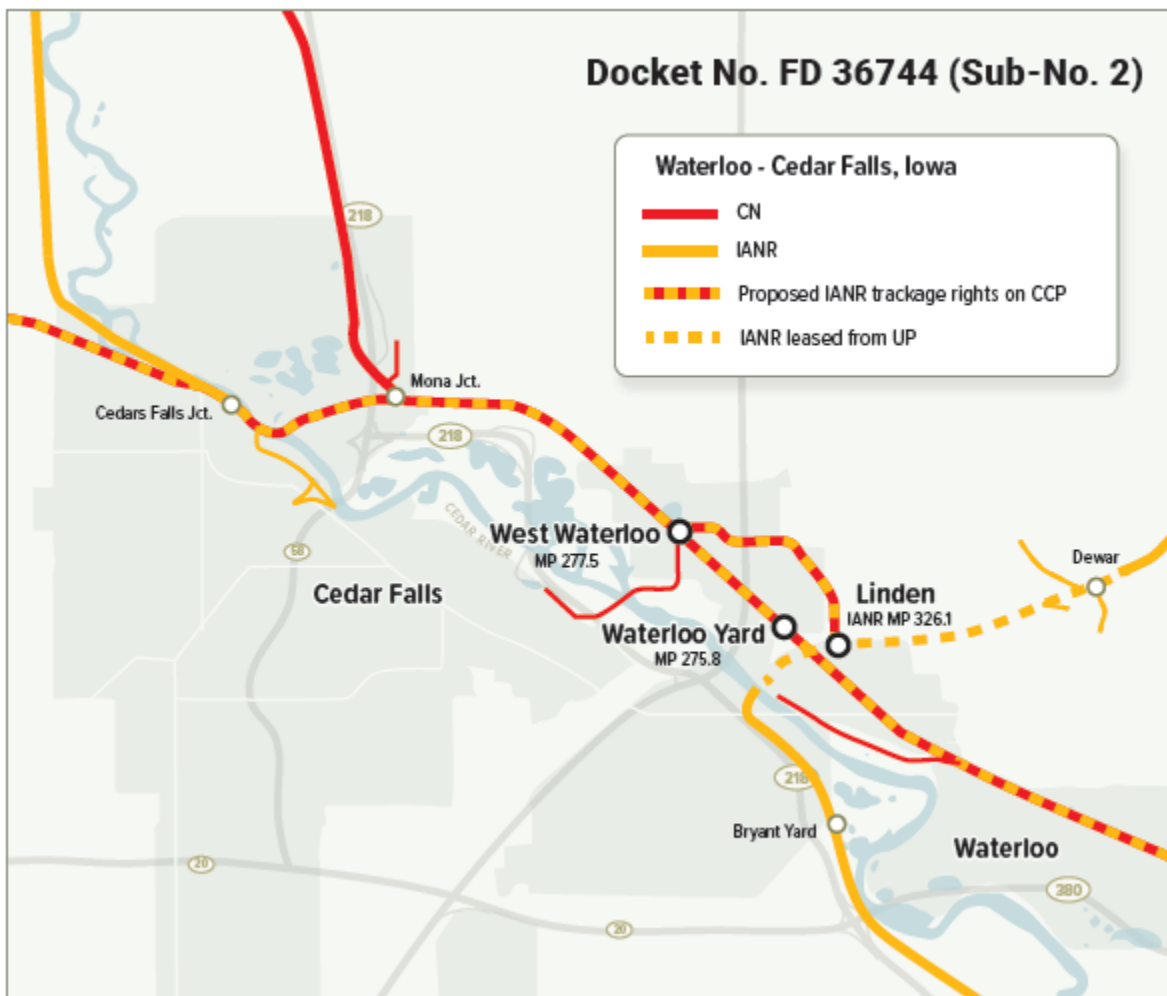 Docket No. FD 36744 (Sub-No. 2)
Waterloo - Cedar Falls, Iowa
CN
IANR
Proposed IANR trackage rights on CCP
IANR leased from UP
218
Mona Jct.
Cedars Falls Jct.
218
CEDAR RIVER
West Waterloo
MP 277.5
58
Dewar
Cedar Falls
Linden
IANR MP 326.1
Waterloo Yard
MP 275.8
218
Bryant Yard
Waterloo
20
380
20